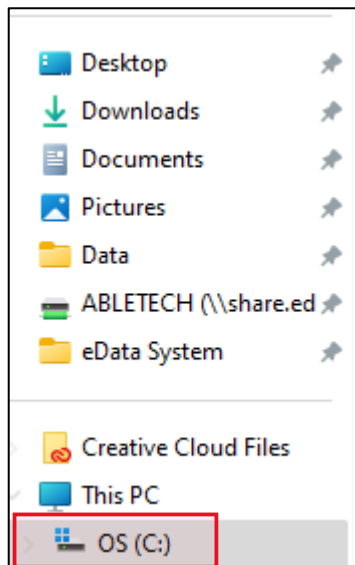 Desktop
Downloads
Documents
Pictures
Data
ABLETECH (\\share.ed
eData System
Creative Cloud Files
This PC
OS (C:)